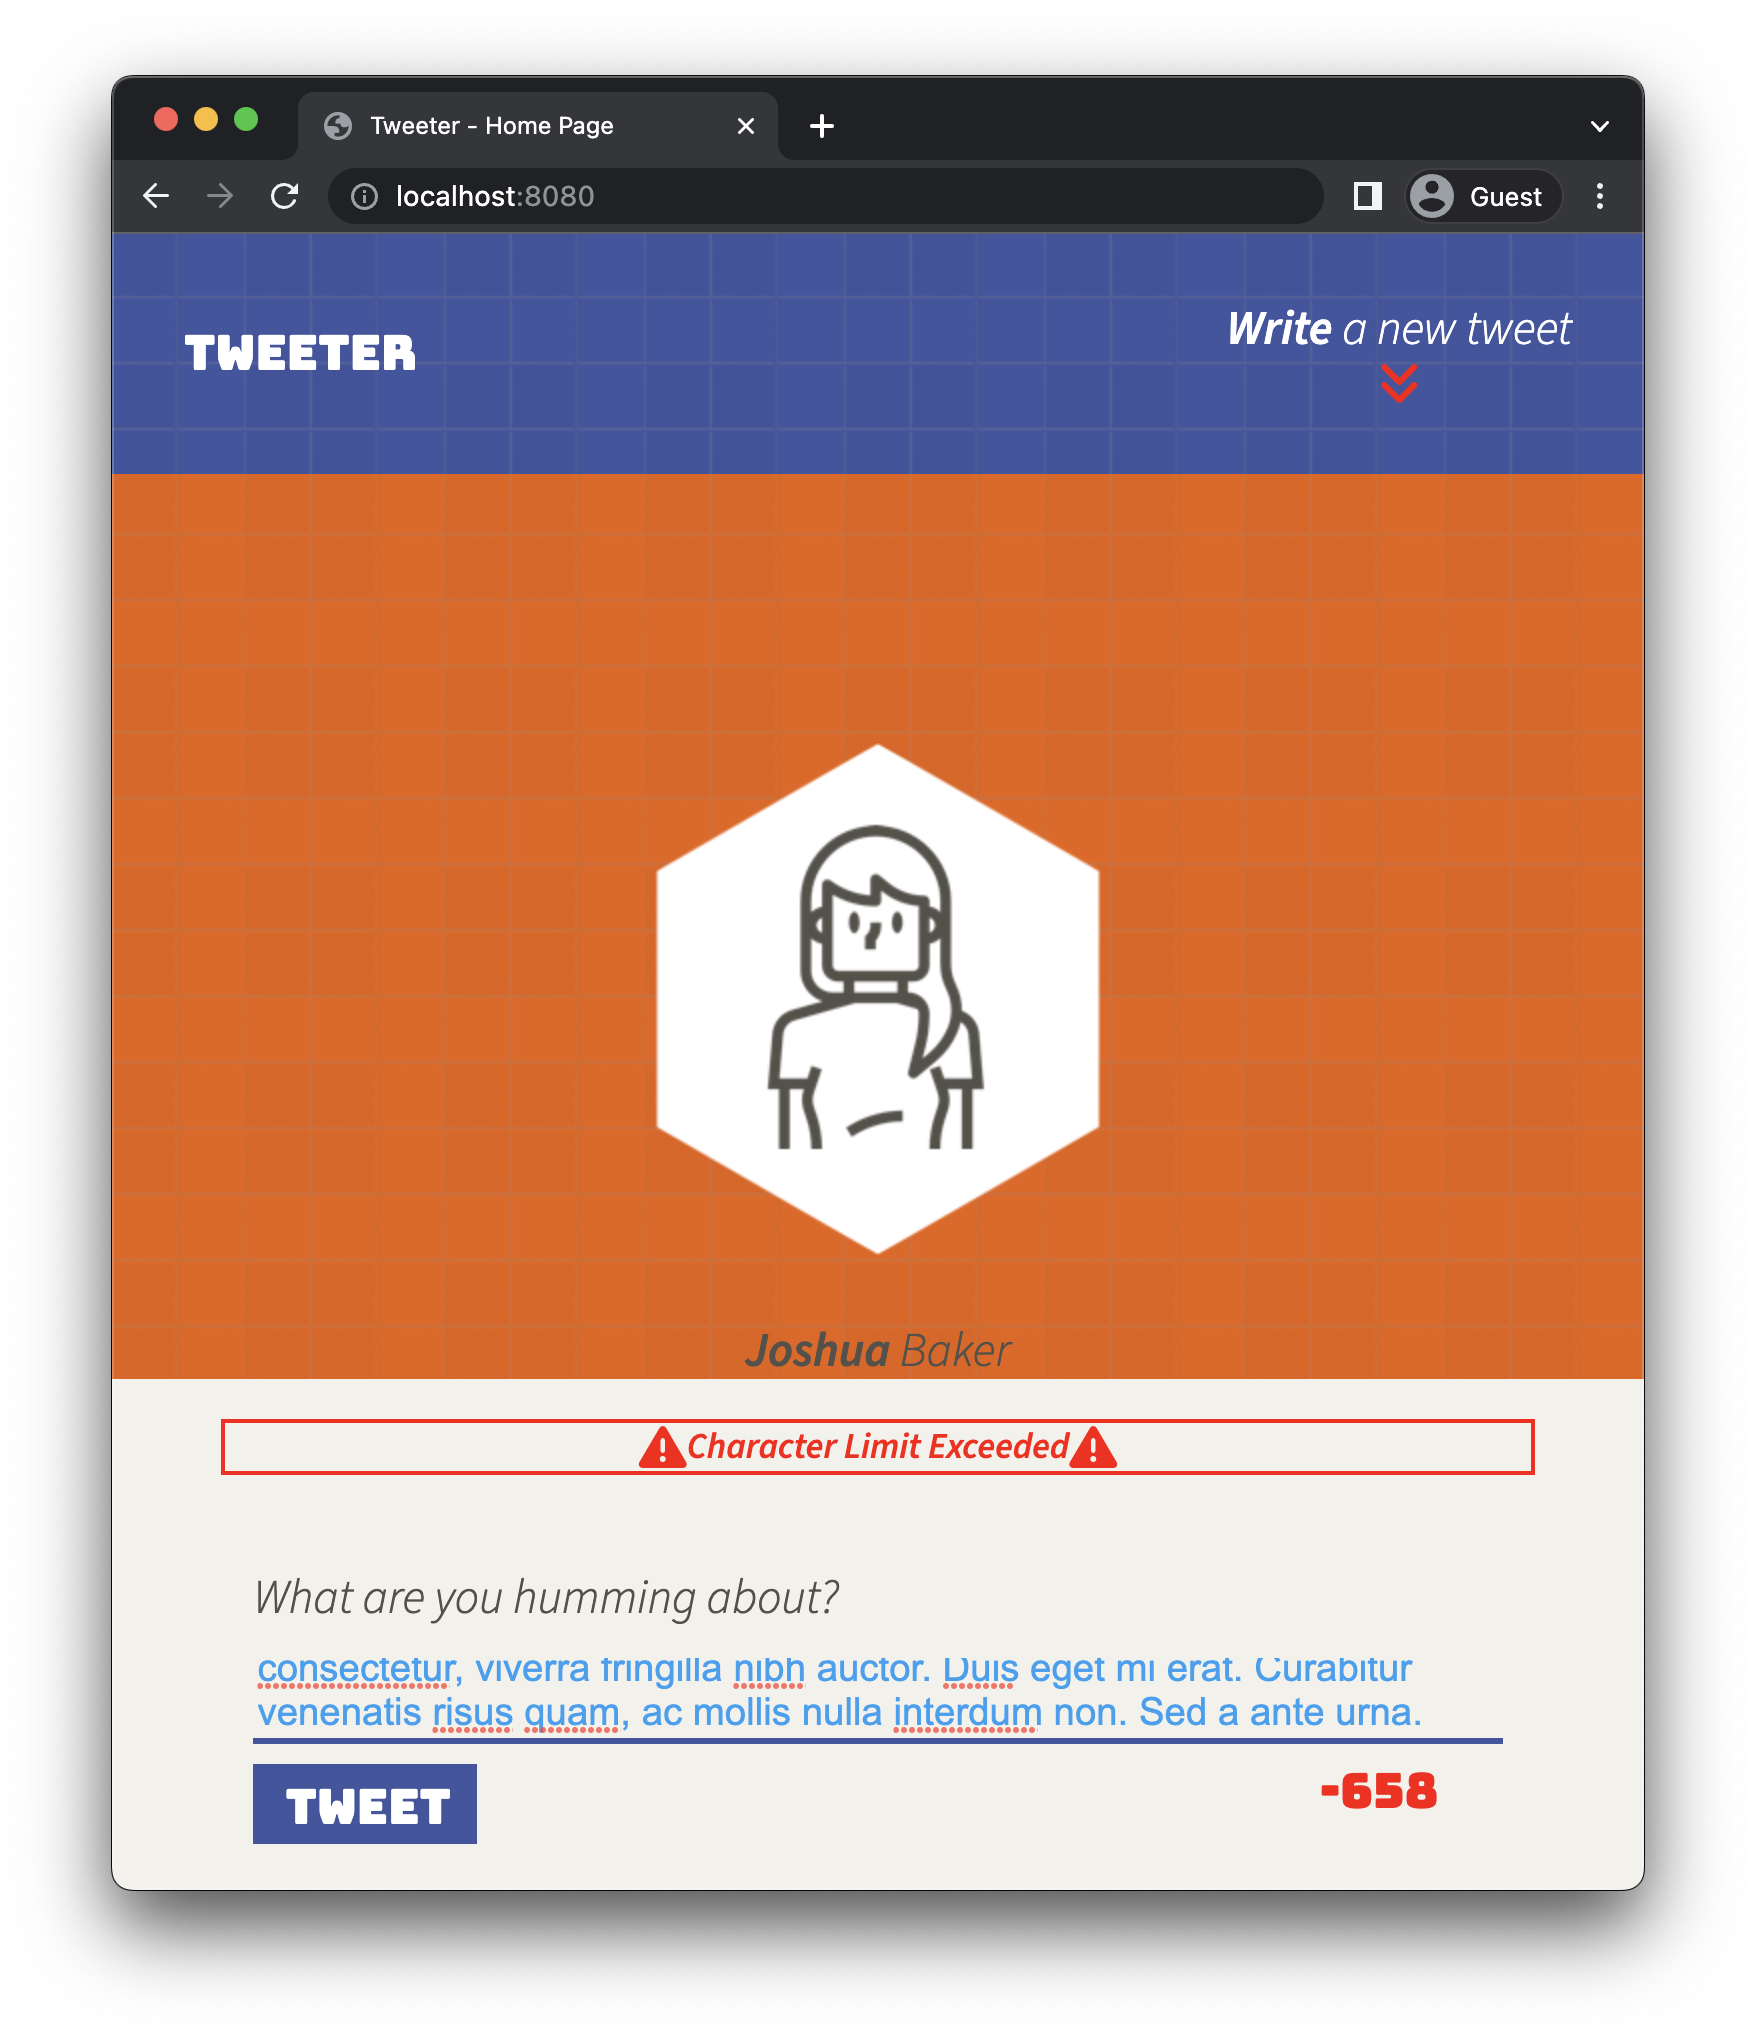 Tweeter - Home Page
localhost:8080
Guest
TWEETER
Write a new tweet
Joshua Baker
Character Limit Exceeded
What are you humming about?
consectetur, viverra fringilla nibh auctor. Duis eget mi erat. Curabitur
venenatis risus quam, ac mollis nulla interdum non. Sed a ante urna.
TWEET
-658